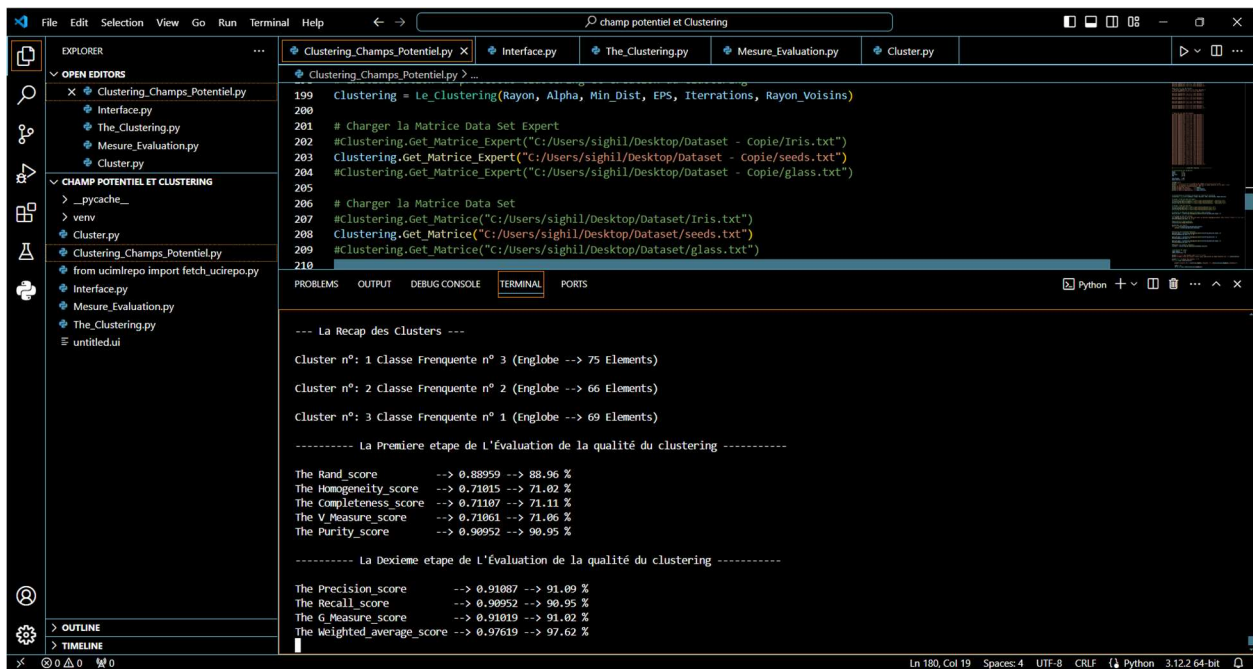 File Edit Selection View Go Run Terminal Help
champ potentiel et Clustering
EXPLORER
OPEN EDITORS
Clustering_Champs_Potentiel.py
Interface.py
The_Clustering.py
Mesure_Evaluation.py
Cluster.py
CHAMP POTENTIEL ET CLUSTERING
__pycache__
venv
Cluster.py
Clustering_Champs_Potentiel.py
from ucimlrepo import fetch_ucirepo.py
Interface.py
Mesure_Evaluation.py
The_Clustering.py
untitled.ui
OUTLINE
TIMELINE
Clustering_Champs_Potentiel.py Interface.py The_Clustering.py Mesure_Evaluation.py Cluster.py
Clustering_Champs_Potentiel.py > ...
199 Clustering = Le_Clustering(Rayon, Alpha, Min_Dist, EPS, Iterrations, Rayon_Voisins)
200
201 # Charger la Matrice Data Set Expert
202 #Clustering.Get_Matrice_Expert("C:/Users/sighil/Desktop/Dataset - Copie/Iris.txt")
203 Clustering.Get_Matrice_Expert("C:/Users/sighil/Desktop/Dataset - Copie/seeds.txt")
204 #Clustering.Get_Matrice_Expert("C:/Users/sighil/Desktop/Dataset - Copie/glass.txt")
205
206 # Charger la Matrice Data Set
207 #Clustering.Get_Matrice("C:/Users/sighil/Desktop/Dataset/Iris.txt")
208 Clustering.Get_Matrice("C:/Users/sighil/Desktop/Dataset/seeds.txt")
209 #Clustering.Get_Matrice("C:/Users/sighil/Desktop/Dataset/glass.txt")
210
PROBLEMS OUTPUT DEBUG CONSOLE TERMINAL PORTS
Python
--- La Recap des Clusters ---
Cluster n°: 1 Classe Frenquente n° 3 (Englobe --> 75 Elements)
Cluster n°: 2 Classe Frenquente n° 2 (Englobe --> 66 Elements)
Cluster n°: 3 Classe Frenquente n° 1 (Englobe --> 69 Elements)
---------- La Premiere etape de L'Évaluation de la qualité du clustering -----------
The Rand_score --> 0.88959 --> 88.96 %
The Homogeneity_score --> 0.71015 --> 71.02 %
The Completeness_score --> 0.71107 --> 71.11 %
The V_Measure_score --> 0.71061 --> 71.06 %
The Purity_score --> 0.90952 --> 90.95 %
---------- La Dexieme etape de L'Évaluation de la qualité du clustering -----------
The Precision_score --> 0.91087 --> 91.09 %
The Recall_score --> 0.90952 --> 90.95 %
The G_Measure_score --> 0.91019 --> 91.02 %
The Weighted_average_score --> 0.97619 --> 97.62 %
0 0 0 Ln 180, Col 19 Spaces: 4 UTF-8 CRLF Python 3.12.2 64-bit